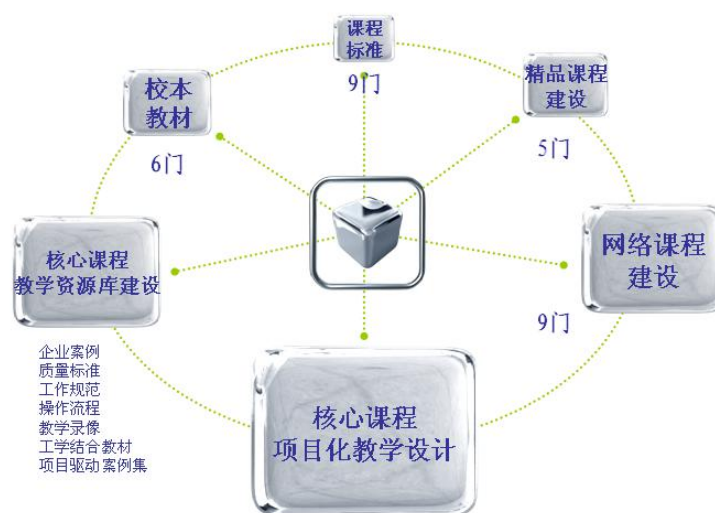 课程
标准
9门
校本
教材
6门
精品课程
建设
5门
核心课程
教学资源库建设
网络课程
建设
9门
企业案例
质量标准
工作规范
操作流程
教学录像
工学结合教材
项目驱动案例集
核心课程
项目化教学设计